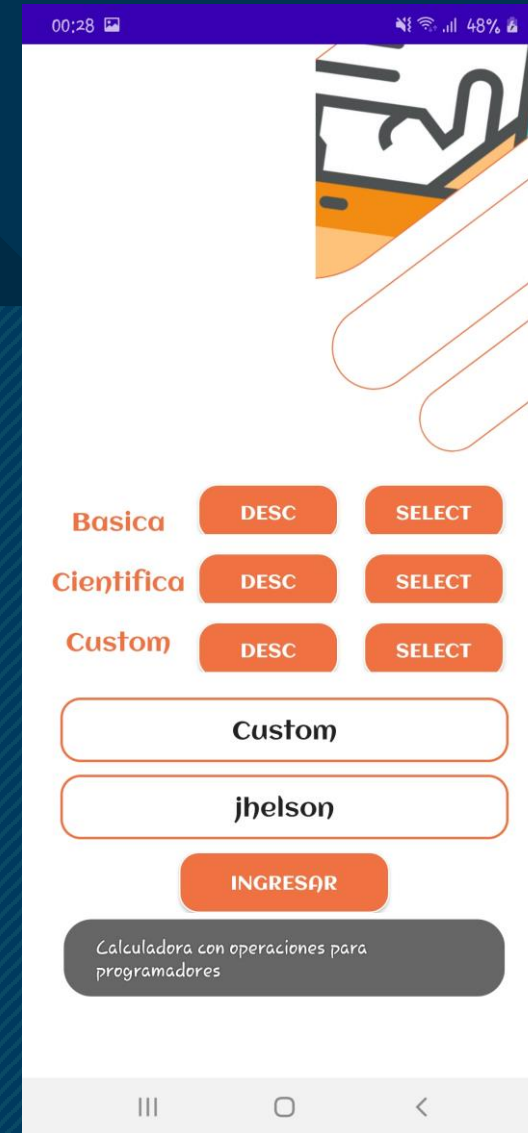 00:28 48%
Basica DESC SELECT
Cientifica DESC SELECT
Custom DESC SELECT
Custom
jhelson
INGRESAR
Calculadora con operaciones para
programadores